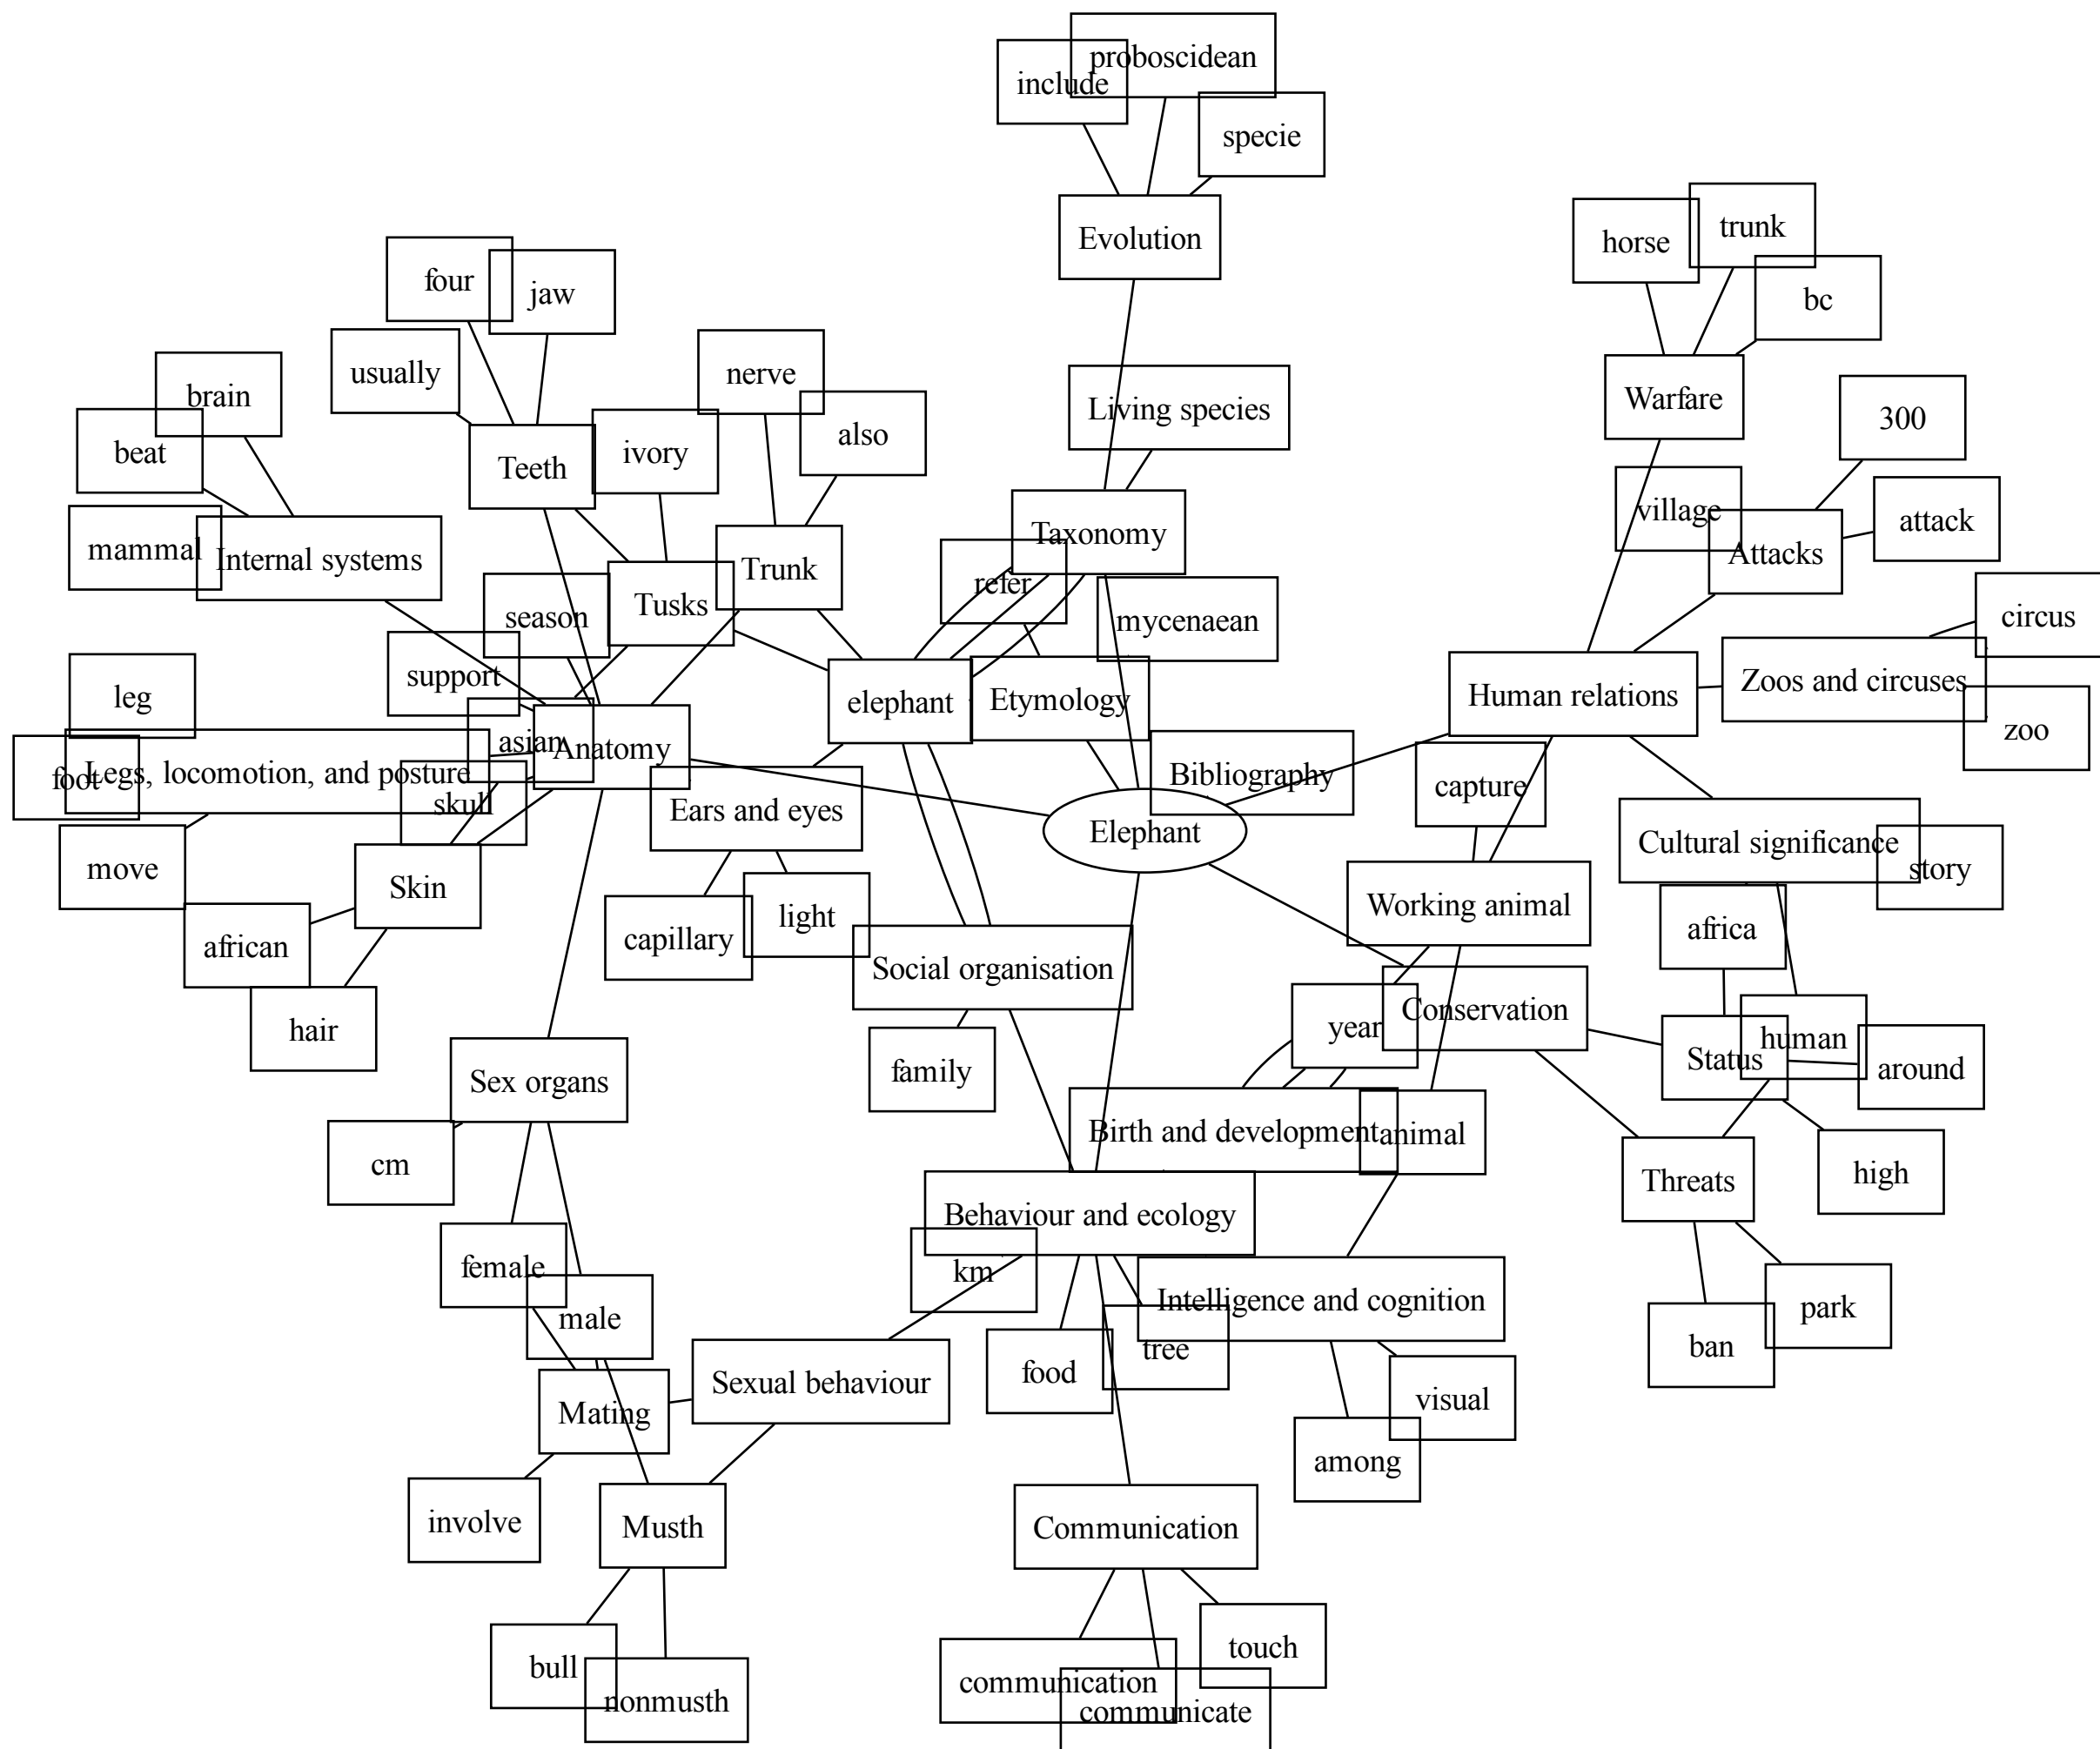 proboscidean
include
specie
Evolution
horse
trunk
bc
four
jaw
usually
nerve
brain
beat
also
ivory
Teeth
Living species
Warfare
300
village
attack
Attacks
mammal
Internal systems
Trunk
Tusks
season
Taxonomy
refer
mycenaean
circus
support
leg
asian
Anatomy
elephant
Etymology
Human relations
Zoos and circuses
zoo
foot
Legs, locomotion, and posture
skull
Bibliography
capture
Ears and eyes
Elephant
Cultural significance
story
move
Skin
african
hair
capillary
light
Social organisation
Working animal
africa
year
Conservation
human
Status
around
family
Sex organs
cm
Birth and development
animal
high
Threats
Behaviour and ecology
km
female
male
Intelligence and cognition
tree
food
park
ban
Sexual behaviour
visual
Mating
among
involve
Musth
Communication
bull
nonmusth
touch
communication
communicate